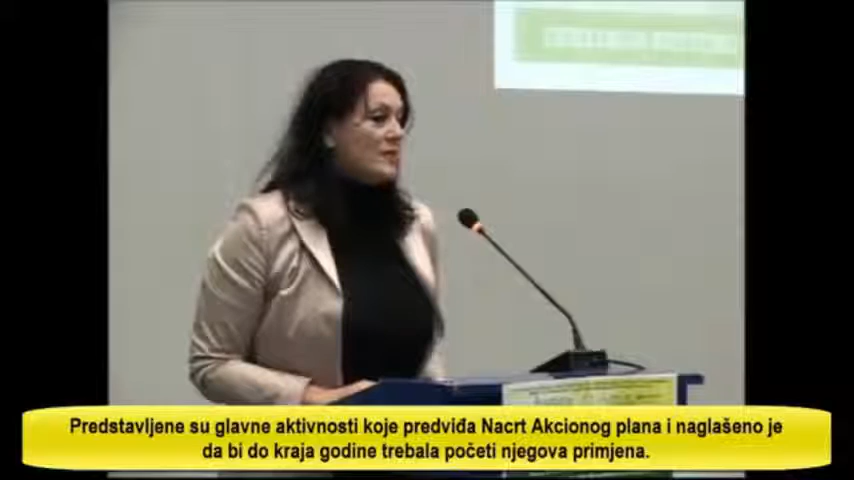 Predstavljene su glavne aktivnosti koje predviđa Nacrt Akcionog plana i naglašeno je
da bi do kraja godine trebala početi njegova primjena.